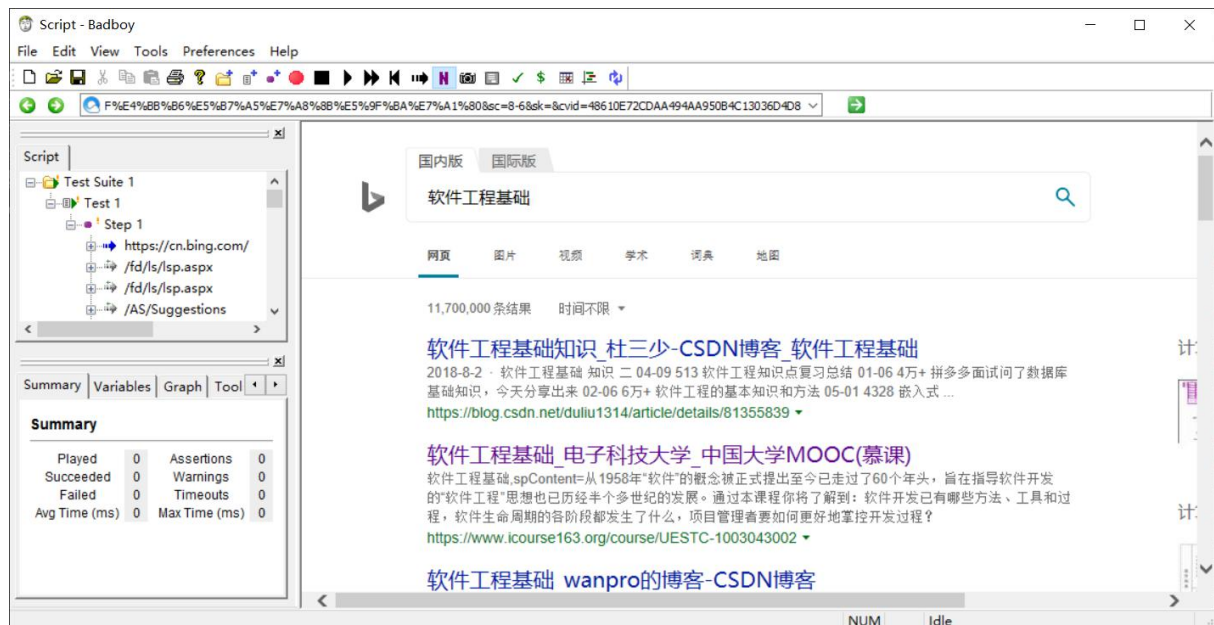 Script - Badboy
File Edit View Tools Preferences Help
F%E4%BB%B6%E5%B7%A5%E7%A8%8B%E5%9F%BA%E7%A1%80&sc=8-6&sk=&cvid=48610E72CDAA494AA950B4C13036D4D8
Script
Test Suite 1
Test 1
Step 1
https://cn.bing.com/
/fd/ls/lsp.aspx
/fd/ls/lsp.aspx
/AS/Suggestions
Summary Variables Graph Tool
Summary
Played 0 Assertions 0
Succeeded 0 Warnings 0
Failed 0 Timeouts 0
Avg Time (ms) 0 Max Time (ms) 0
国内版 国际版
软件工程基础
网页 图片 视频 学术 词典 地图
11,700,000 条结果 时间不限
软件工程基础知识_杜三少-CSDN博客_软件工程基础
2018-8-2 · 软件工程基础 知识 二 04-09 513 软件工程知识点复习总结 01-06 4万+ 拼多多面试问了数据库
基础知识，今天分享出来 02-06 6万+ 软件工程的基本知识和方法 05-01 4328 嵌入式 ...
https://blog.csdn.net/duliu1314/article/details/81355839
软件工程基础_电子科技大学_中国大学MOOC(慕课)
软件工程基础,spContent=从1958年“软件”的概念被正式提出至今已走过了60个年头，旨在指导软件开发
的“软件工程”思想也已历经半个多世纪的发展。通过本课程你将了解到：软件开发已有哪些方法、工具和过
程，软件生命周期的各阶段都发生了什么，项目管理者要如何更好地掌控开发过程？
https://www.icourse163.org/course/UESTC-1003043002
软件工程基础_wanpro的博客-CSDN博客
NUM Idle